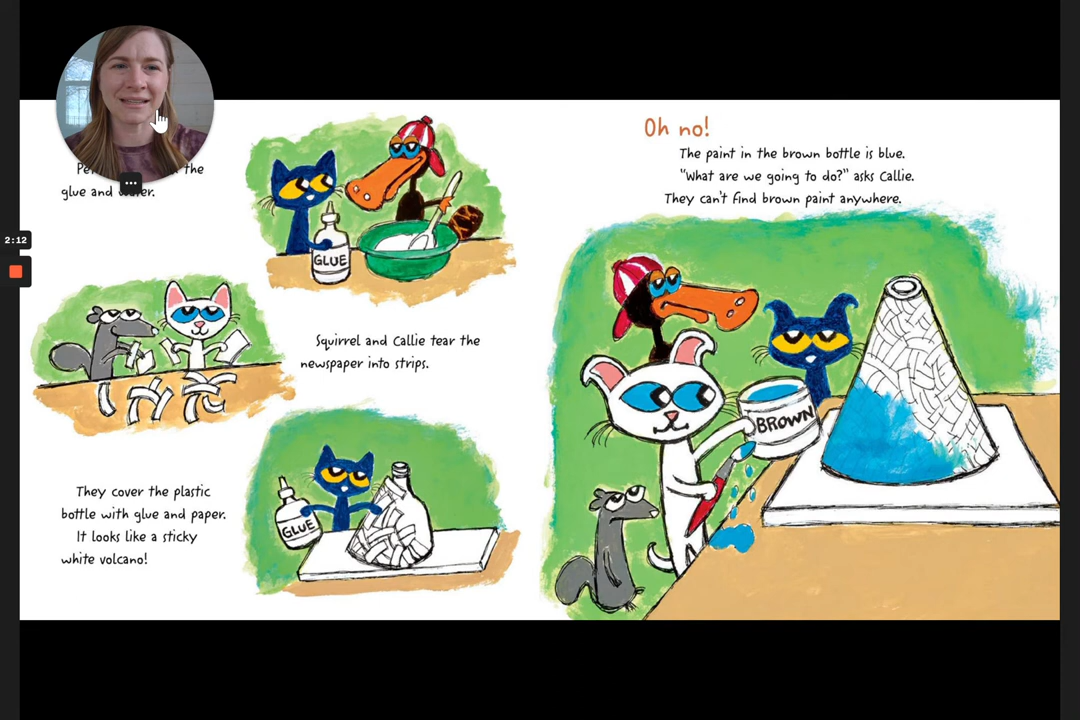 the
glue and
GLUE
Squirrel and Callie tear the
newspaper into strips.
They cover the plastic
bottle with glue and paper.
It looks like a sticky
white volcano!
GLUE
Oh no!
The paint in the brown bottle is blue.
"What are we going to do?" asks Callie.
They can't find brown paint anywhere.
BROWN
2:12